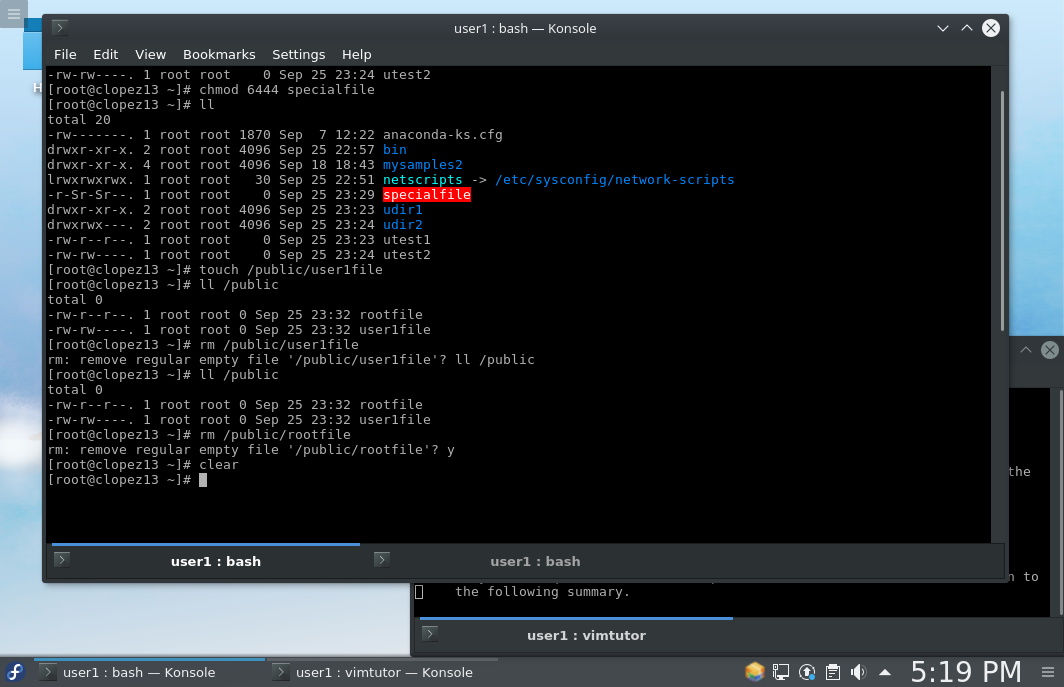 user1 : bash — Konsole
File Edit View Bookmarks Settings Help
-rw-rw----. 1 root root    0 Sep 25 23:24 utest2
[root@clopez13 ~]# chmod 6444 specialfile
[root@clopez13 ~]# ll
total 20
-rw-------. 1 root root 1870 Sep  7 12:22 anaconda-ks.cfg
drwxr-xr-x. 2 root root 4096 Sep 25 22:57 bin
drwxr-xr-x. 4 root root 4096 Sep 18 18:43 mysamples2
lrwxrwxrwx. 1 root root   30 Sep 25 22:51 netscripts -> /etc/sysconfig/network-scripts
-r-Sr-Sr--. 1 root root    0 Sep 25 23:29 specialfile
drwxr-xr-x. 2 root root 4096 Sep 25 23:23 udir1
drwxrwx---. 2 root root 4096 Sep 25 23:24 udir2
-rw-r--r--. 1 root root    0 Sep 25 23:23 utest1
-rw-rw----. 1 root root    0 Sep 25 23:24 utest2
[root@clopez13 ~]# touch /public/user1file
[root@clopez13 ~]# ll /public
total 0
-rw-r--r--. 1 root root 0 Sep 25 23:32 rootfile
-rw-rw----. 1 root root 0 Sep 25 23:32 user1file
[root@clopez13 ~]# rm /public/user1file
rm: remove regular empty file '/public/user1file'? ll /public
[root@clopez13 ~]# ll /public
total 0
-rw-r--r--. 1 root root 0 Sep 25 23:32 rootfile
-rw-rw----. 1 root root 0 Sep 25 23:32 user1file
[root@clopez13 ~]# rm /public/rootfile
rm: remove regular empty file '/public/rootfile'? y
[root@clopez13 ~]# clear
[root@clopez13 ~]#
user1 : bash
user1 : bash
the
to
the following summary.
user1 : vimtutor
user1 : bash — Konsole
user1 : vimtutor — Konsole
5:19 PM